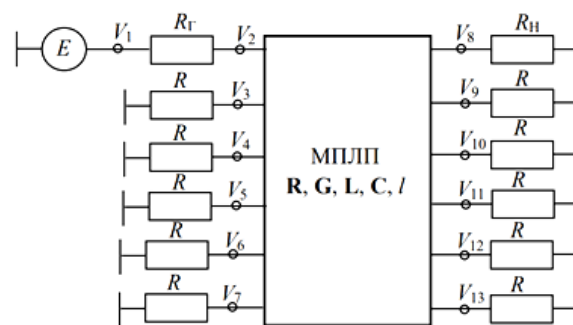 E V1 RГ V2 V8 RН
R V3 V9 R
R V4 V10 R
МПЛП
R, G, L, C, l
R V5 V11 R
R V6 V12 R
R V7 V13 R